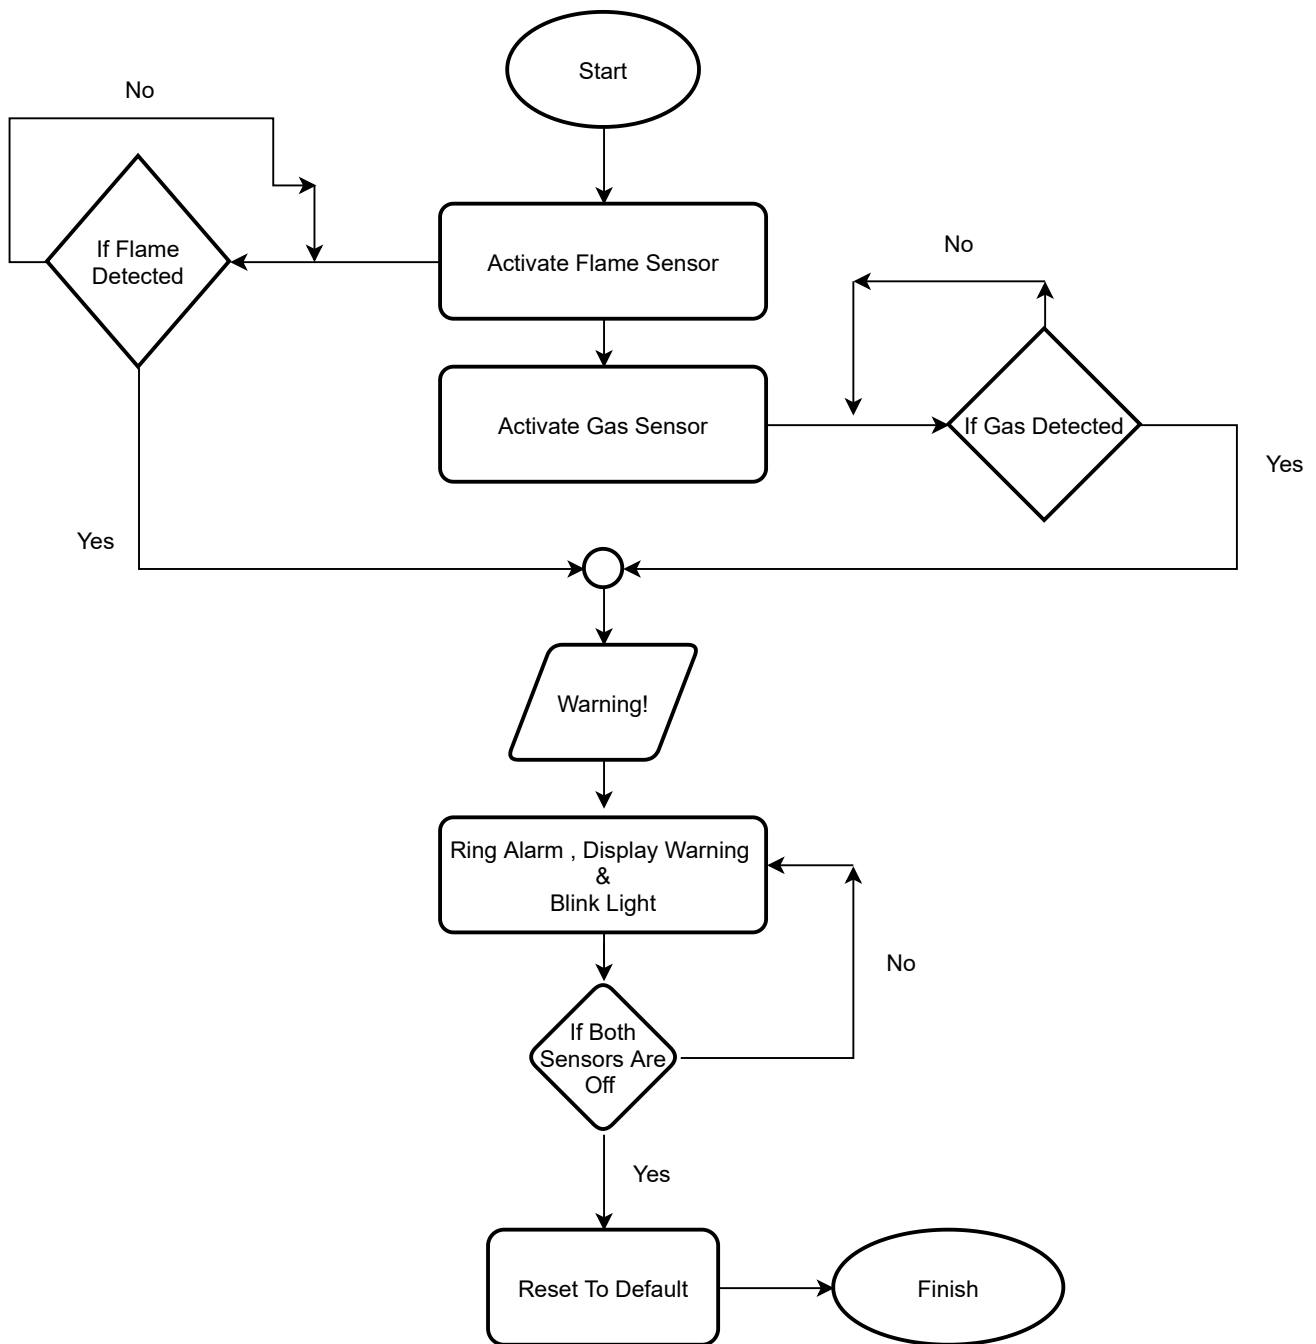 Start
No
If Flame
Detected
Activate Flame Sensor
No
Activate Gas Sensor
If Gas Detected
Yes
Yes
Warning!
Ring Alarm , Display Warning
&
Blink Light
No
If Both
Sensors Are
Off
Yes
Reset To Default
Finish